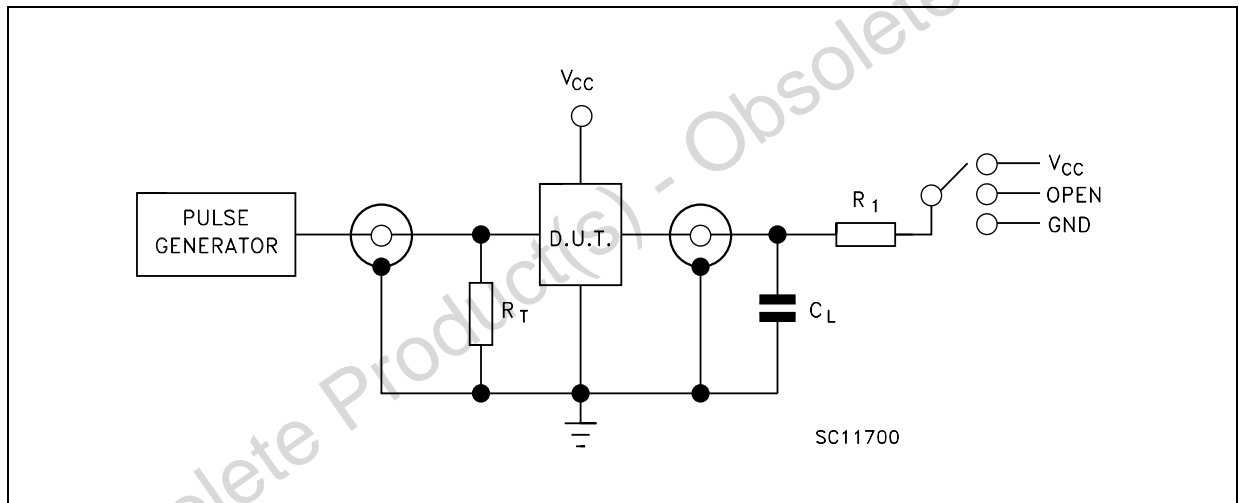 Obsolete Product(s) - Obsolete
VCC
PULSE
GENERATOR
D.U.T.
RT
CL
R1
VCC
OPEN
GND
SC11700